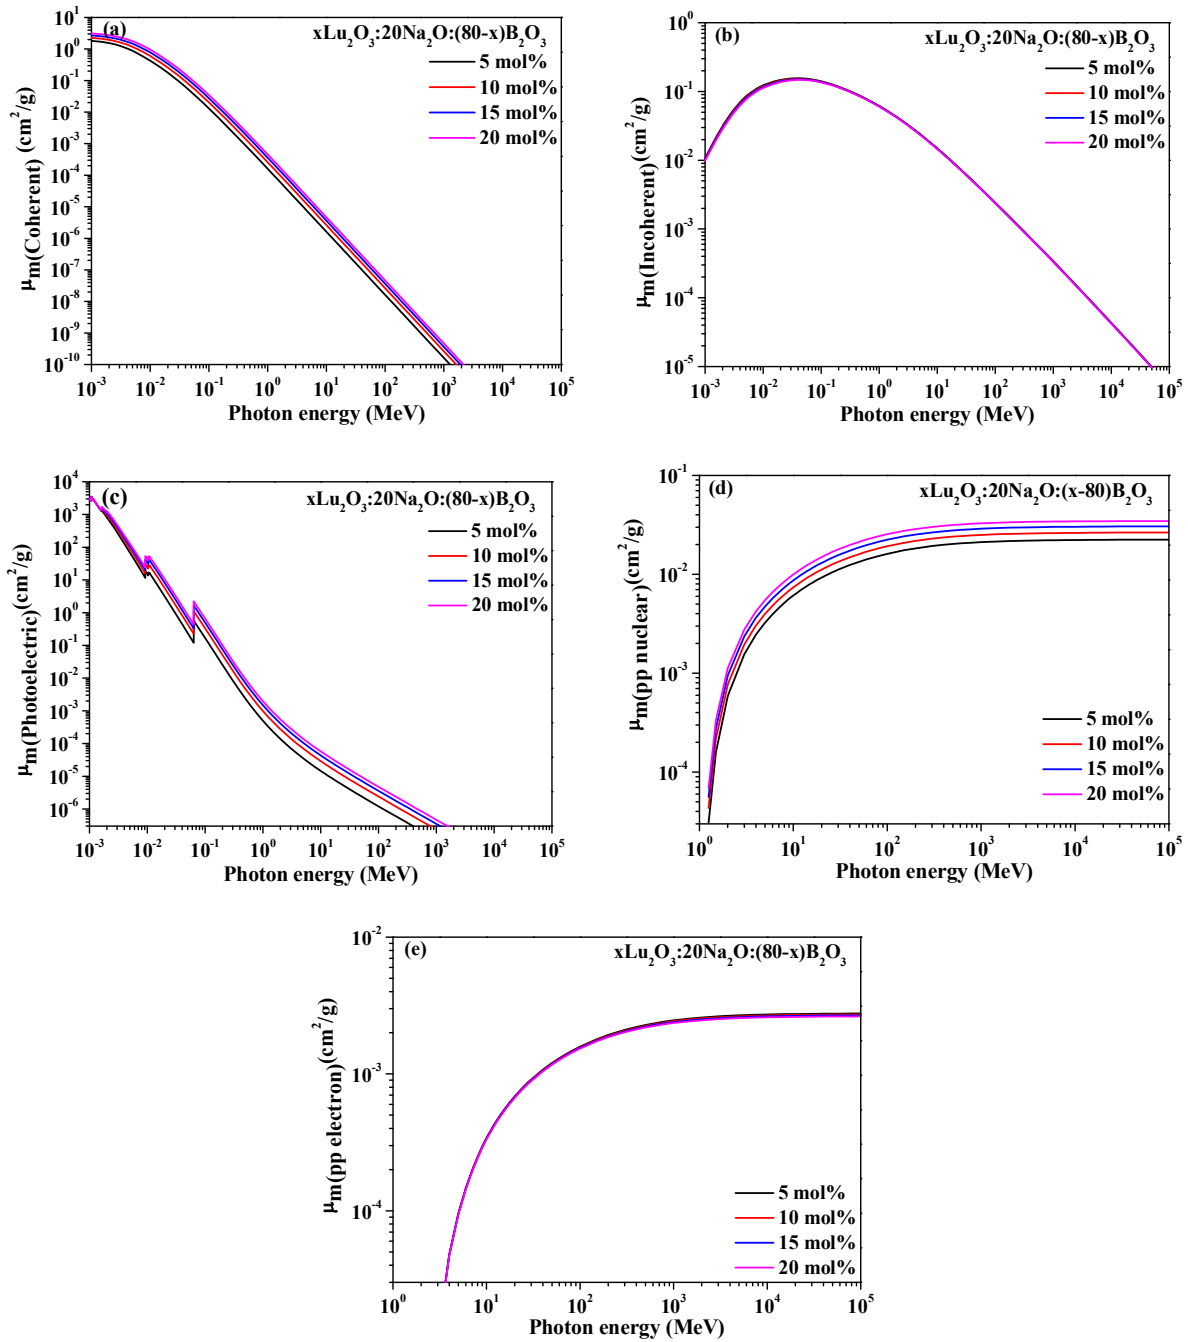 (a)
xLu₂O₃:20Na₂O:(80-x)B₂O₃
5 mol%
10 mol%
15 mol%
20 mol%
10¹
10⁰
10⁻¹
10⁻²
10⁻³
10⁻⁴
10⁻⁵
10⁻⁶
10⁻⁷
10⁻⁸
10⁻⁹
10⁻¹⁰
μm(Coherent) (cm²/g)
10⁻³ 10⁻² 10⁻¹ 10⁰ 10¹ 10² 10³ 10⁴ 10⁵
Photon energy (MeV)
(b)
xLu₂O₃:20Na₂O:(80-x)B₂O₃
5 mol%
10 mol%
15 mol%
20 mol%
10⁰
10⁻¹
10⁻²
10⁻³
10⁻⁴
10⁻⁵
μm(Incoherent)(cm²/g)
10⁻³ 10⁻² 10⁻¹ 10⁰ 10¹ 10² 10³ 10⁴ 10⁵
Photon energy (MeV)
(c)
xLu₂O₃:20Na₂O:(80-x)B₂O₃
5 mol%
10 mol%
15 mol%
20 mol%
10⁴
10³
10²
10¹
10⁰
10⁻¹
10⁻²
10⁻³
10⁻⁴
10⁻⁵
10⁻⁶
μm(Photoelectric)(cm²/g)
10⁻³ 10⁻² 10⁻¹ 10⁰ 10¹ 10² 10³ 10⁴ 10⁵
Photon energy (MeV)
(d)
xLu₂O₃:20Na₂O:(x-80)B₂O₃
10⁻¹
10⁻²
10⁻³
10⁻⁴
μm(pp nuclear)(cm²/g)
5 mol%
10 mol%
15 mol%
20 mol%
10⁰ 10¹ 10² 10³ 10⁴ 10⁵
Photon energy (MeV)
(e)
xLu₂O₃:20Na₂O:(80-x)B₂O₃
10⁻²
10⁻³
10⁻⁴
μm(pp electron)(cm²/g)
5 mol%
10 mol%
15 mol%
20 mol%
10⁰ 10¹ 10² 10³ 10⁴ 10⁵
Photon energy (MeV)